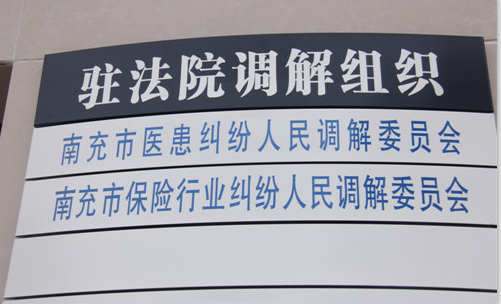 驻法院调解组织
南充市医患纠纷人民调解委员会
南充市保险行业纠纷人民调解委员会